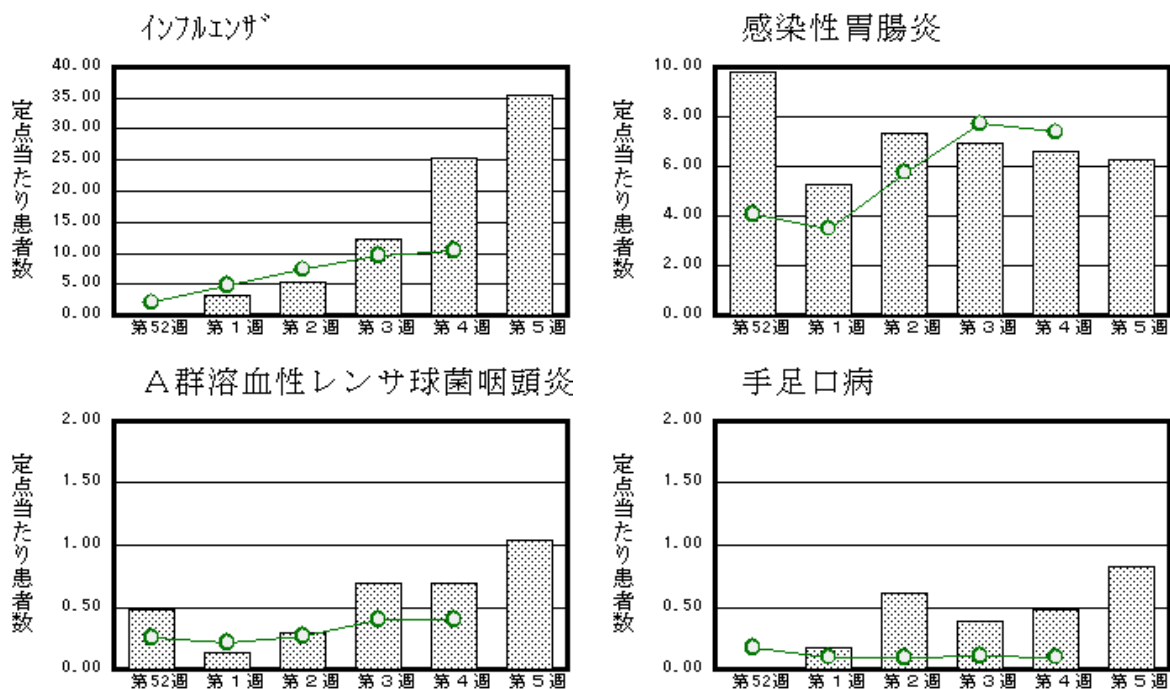 インフルエンザ
定点当たり患者数
40.00
35.00
30.00
25.00
20.00
15.00
10.00
5.00
0.00
第52週 第1週 第2週 第3週 第4週 第5週
感染性胃腸炎
定点当たり患者数
10.00
8.00
6.00
4.00
2.00
0.00
第52週 第1週 第2週 第3週 第4週 第5週
A群溶血性レンサ球菌咽頭炎
定点当たり患者数
2.00
1.50
1.00
0.50
0.00
第52週 第1週 第2週 第3週 第4週 第5週
手足口病
定点当たり患者数
2.00
1.50
1.00
0.50
0.00
第52週 第1週 第2週 第3週 第4週 第5週